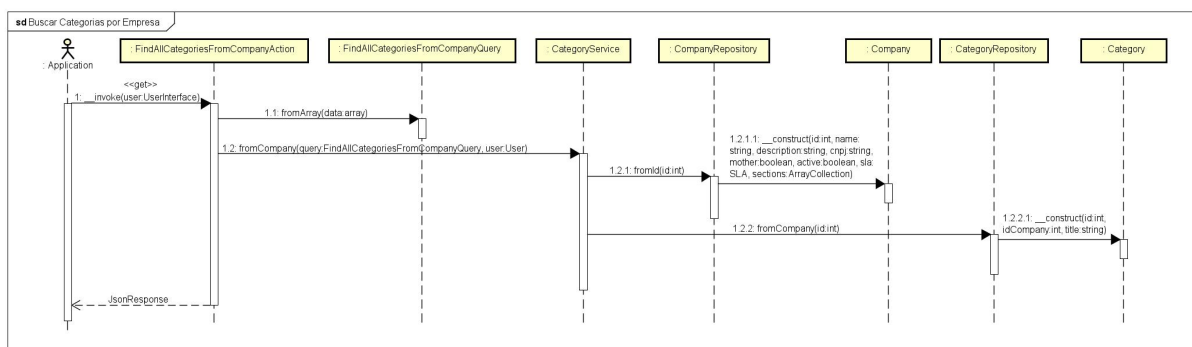 sd Buscar Categorias por Empresa
: Application
: FindAllCategoriesFromCompanyAction
: FindAllCategoriesFromCompanyQuery
: CategoryService
: CompanyRepository
: Company
: CategoryRepository
: Category
<<get>>
1: __invoke(user:UserInterface)
1.1: fromArray(data:array)
1.2: fromCompany(query:FindAllCategoriesFromCompanyQuery, user:User)
1.2.1: fromId(id:int)
1.2.1.1: __construct(id:int, name:
string, description:string, cnpj:string,
mother:boolean, active:boolean, sla:
SLA, sections:ArrayCollection)
1.2.2: fromCompany(id:int)
1.2.2.1: __construct(id:int,
idCompany:int, title:string)
JsonResponse